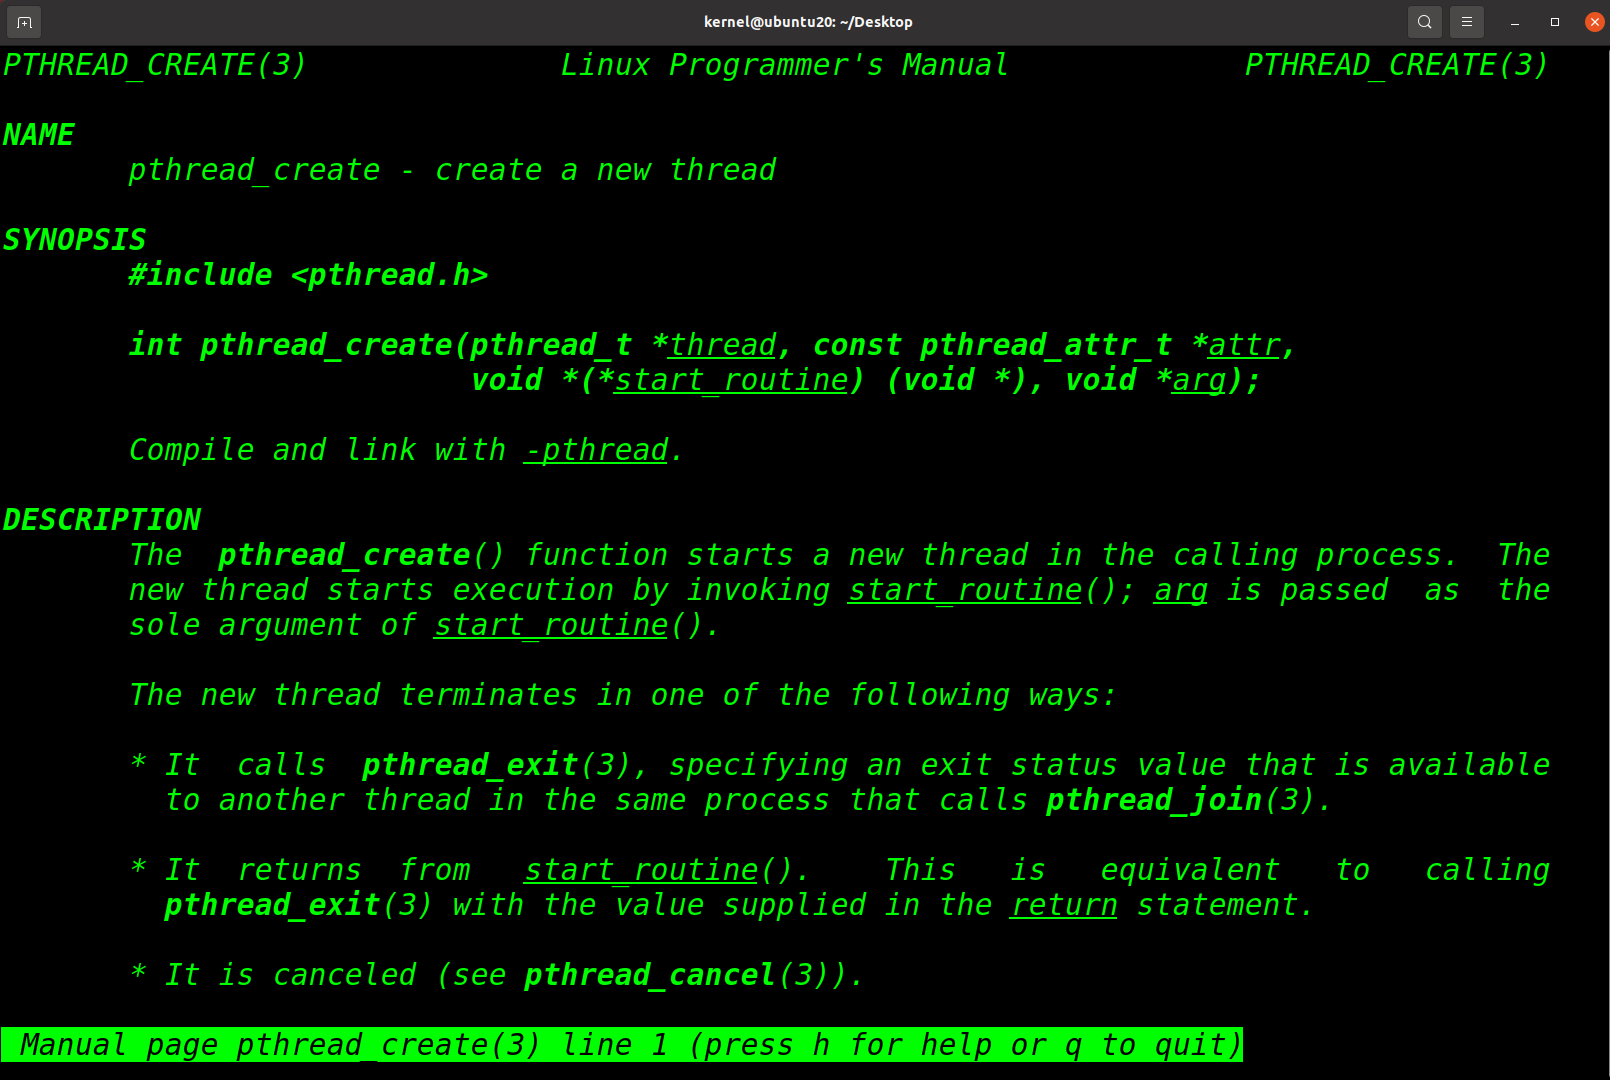 kernel@ubuntu20: ~/Desktop
PTHREAD_CREATE(3) Linux Programmer's Manual PTHREAD_CREATE(3)
NAME
pthread_create - create a new thread
SYNOPSIS
#include <pthread.h>
int pthread_create(pthread_t *thread, const pthread_attr_t *attr,
void *(*start_routine) (void *), void *arg);
Compile and link with -pthread.
DESCRIPTION
The pthread_create() function starts a new thread in the calling process. The
new thread starts execution by invoking start_routine(); arg is passed as the
sole argument of start_routine().
The new thread terminates in one of the following ways:
* It calls pthread_exit(3), specifying an exit status value that is available
to another thread in the same process that calls pthread_join(3).
* It returns from start_routine(). This is equivalent to calling
pthread_exit(3) with the value supplied in the return statement.
* It is canceled (see pthread_cancel(3)).
Manual page pthread_create(3) line 1 (press h for help or q to quit)